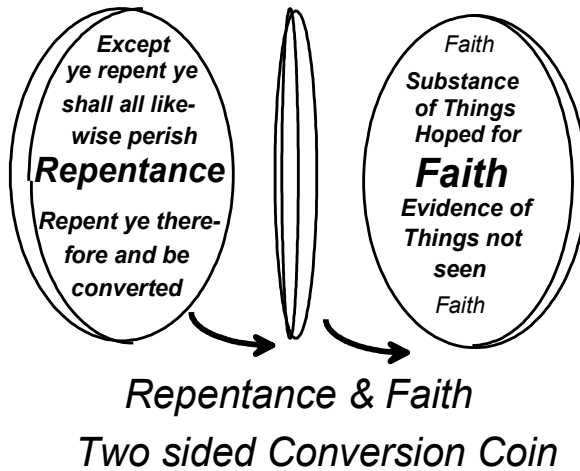 Except
ye repent ye
shall all like-
wise perish
Repentance
Repent ye there-
fore and be
converted
Faith
Substance
of Things
Hoped for
Faith
Evidence of
Things not
seen
Faith
Repentance & Faith
Two sided Conversion Coin